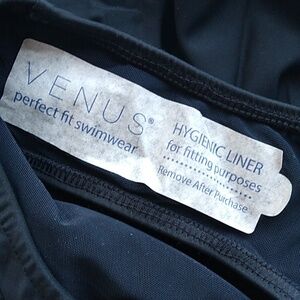 VENUS®
perfect fit swimwear
HYGIENIC LINER
for fitting purposes
Remove After Purchase